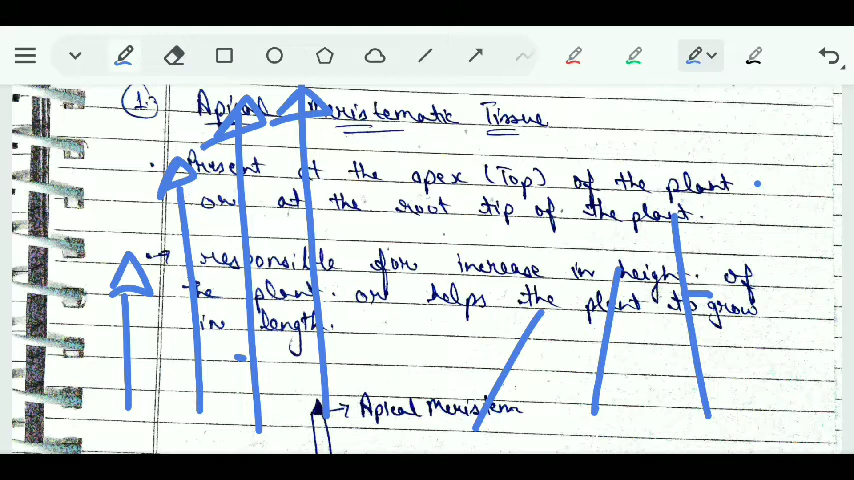 (1.) Apical Meristematic Tissue
. Present at the apex (Top) of the plant
or at the root tip of the plant.
→ responsible for increase in height of
the plant. or helps the plant to grow
in length.
→ Apical Meristem